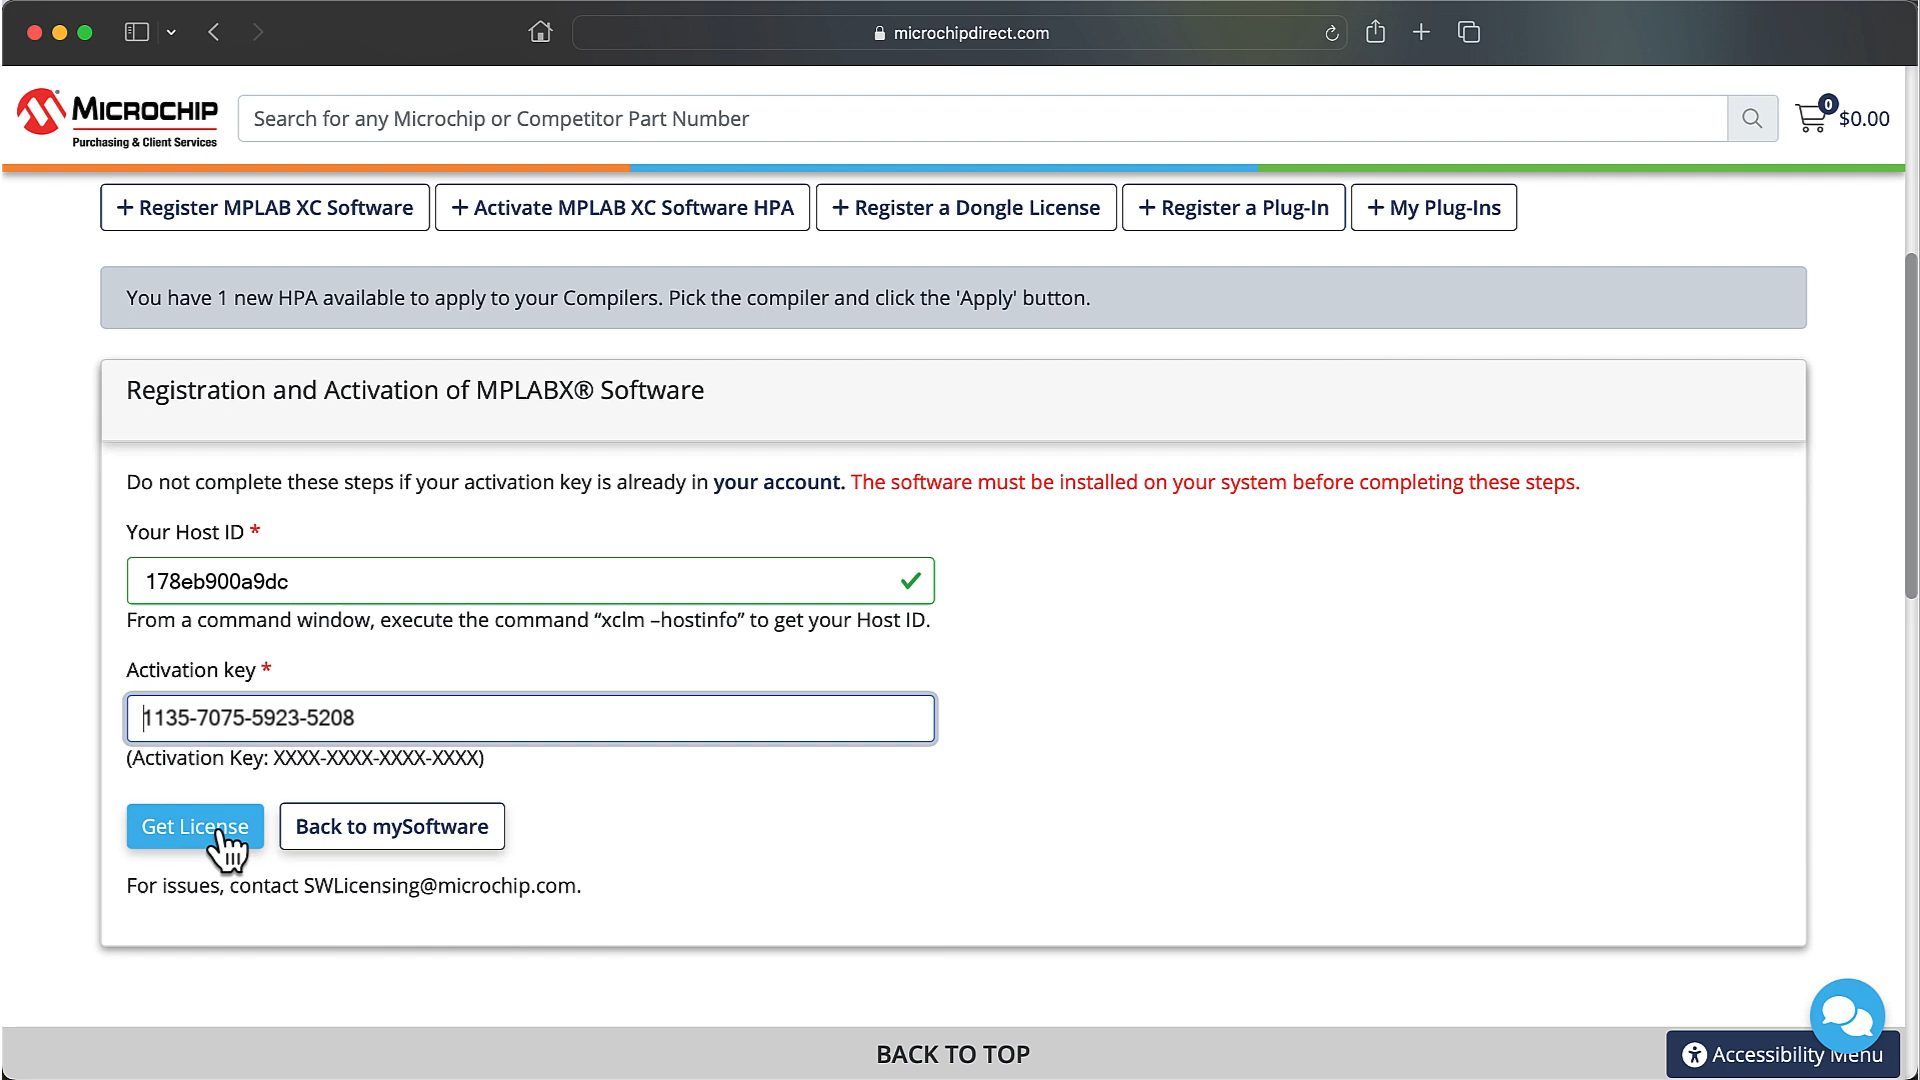 microchipdirect.com
MICROCHIP
Purchasing & Client Services
Search for any Microchip or Competitor Part Number
0
$0.00
+ Register MPLAB XC Software
+ Activate MPLAB XC Software HPA
+ Register a Dongle License
+ Register a Plug-In
+ My Plug-Ins
You have 1 new HPA available to apply to your Compilers. Pick the compiler and click the 'Apply' button.
Registration and Activation of MPLABX® Software
Do not complete these steps if your activation key is already in your account. The software must be installed on your system before completing these steps.
Your Host ID *
178eb900a9dc
From a command window, execute the command “xclm –hostinfo” to get your Host ID.
Activation key *
1135-7075-5923-5208
(Activation Key: XXXX-XXXX-XXXX-XXXX)
Get License
Back to mySoftware
For issues, contact SWLicensing@microchip.com.
BACK TO TOP
Accessibility Menu